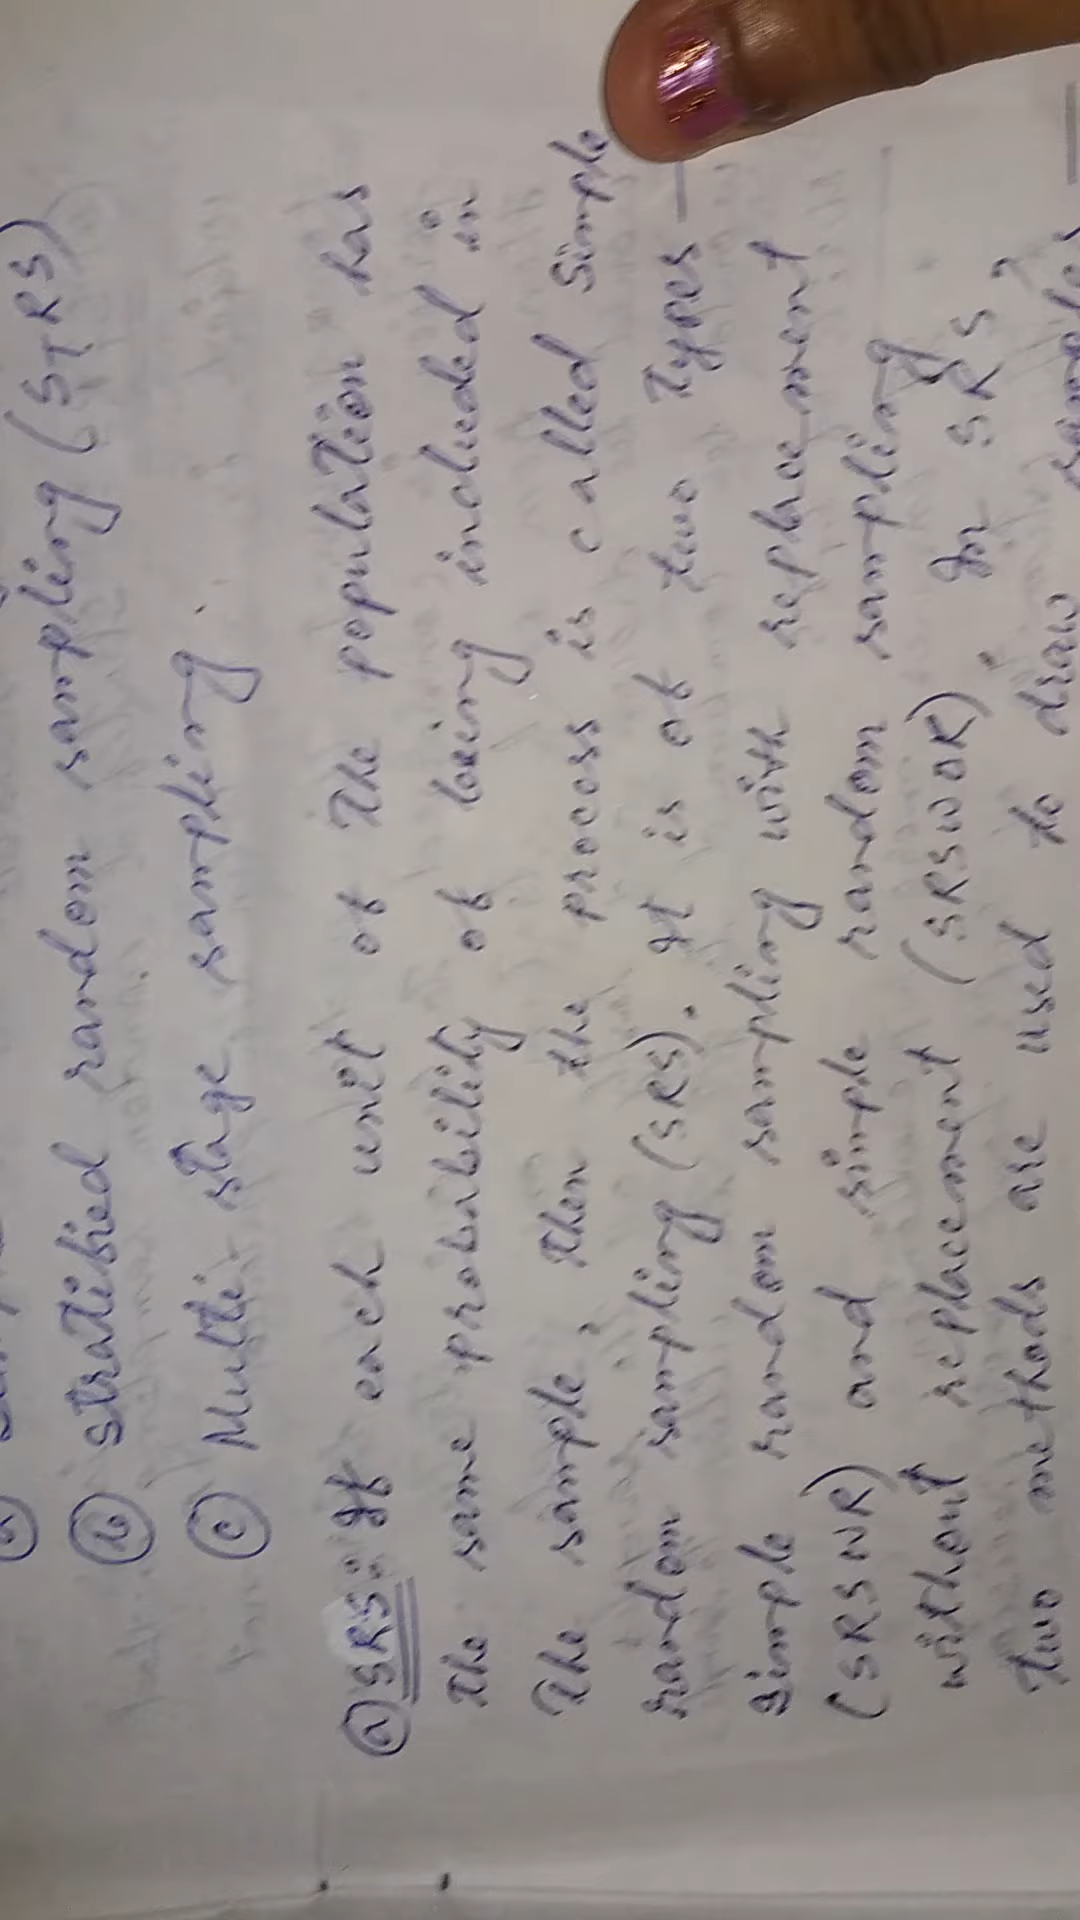 (b) Stratified random sampling (STRS)
(c) Multi stage sampling.
(a) SRS: If each unit of the population has
the same probability of being included in
the sample, then the process is called Simple
random sampling (SRS). It is of two types —
Simple random sampling with replacement
(SRSWR) and simple random sampling
without replacement (SRSWOR). In SRS,
two methods are used to draw samples